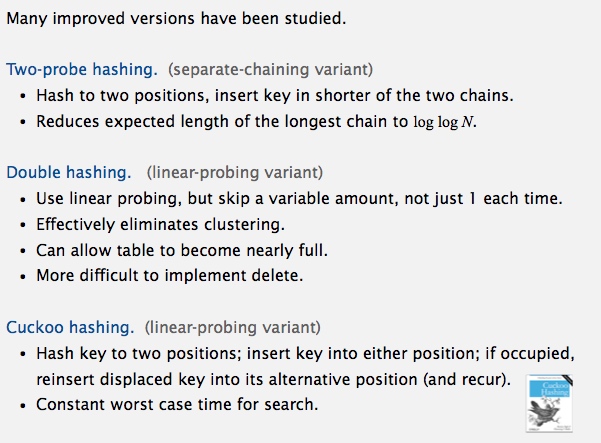 Many improved versions have been studied.
Two-probe hashing. (separate-chaining variant)
• Hash to two positions, insert key in shorter of the two chains.
• Reduces expected length of the longest chain to log log N.
Double hashing. (linear-probing variant)
• Use linear probing, but skip a variable amount, not just 1 each time.
• Effectively eliminates clustering.
• Can allow table to become nearly full.
• More difficult to implement delete.
Cuckoo hashing. (linear-probing variant)
• Hash key to two positions; insert key into either position; if occupied,
reinsert displaced key into its alternative position (and recur).
• Constant worst case time for search.
Cuckoo
Hashing